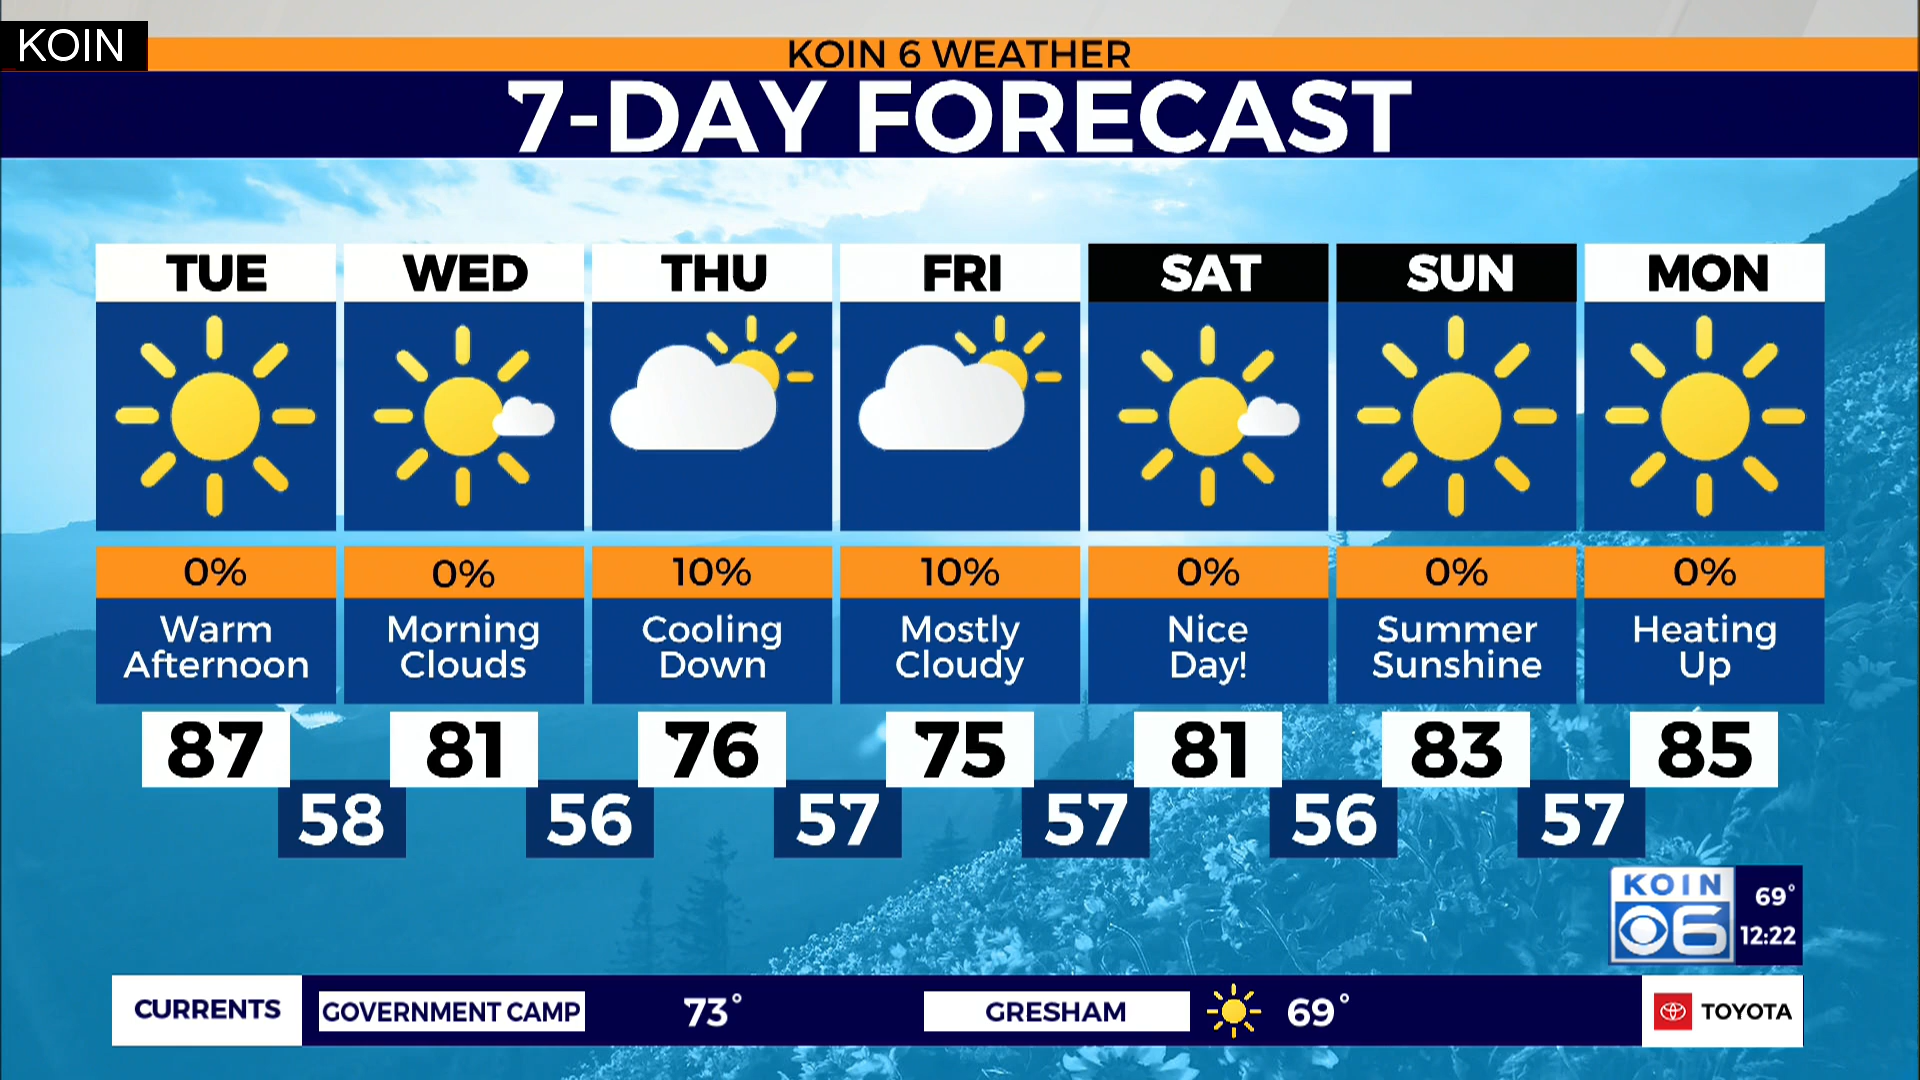 KOIN
KOIN 6 WEATHER
7-DAY FORECAST
TUE WED THU FRI SAT SUN MON
0% 0% 10% 10% 0% 0% 0%
Warm Morning Cooling Mostly Nice Summer Heating
Afternoon Clouds Down Cloudy Day! Sunshine Up
87 81 76 75 81 83 85
58 56 57 57 56 57
KOIN
6
69°
12:22
CURRENTS GOVERNMENT CAMP 73° GRESHAM 69° TOYOTA